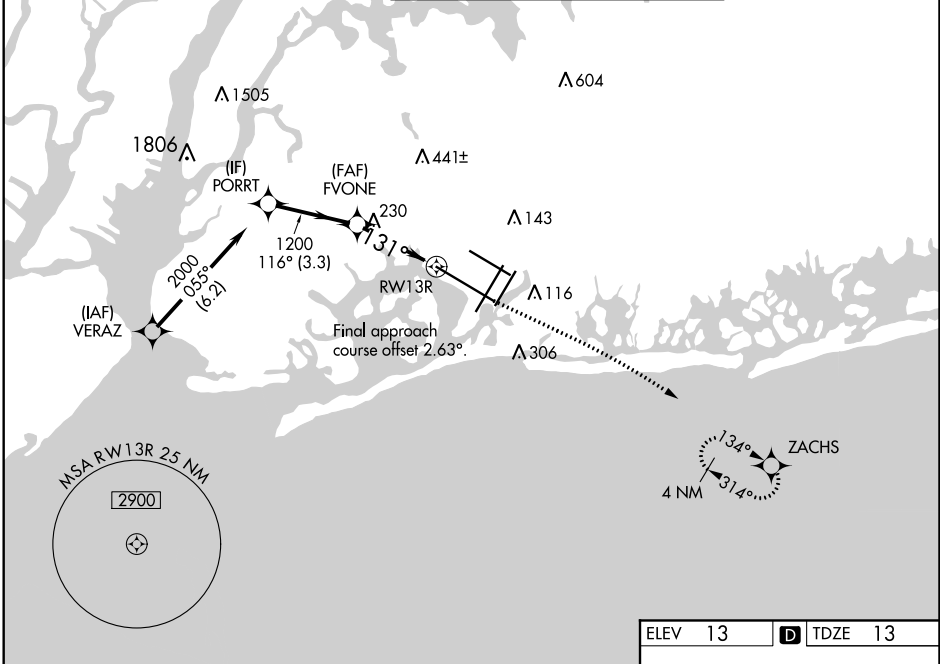 604
1505
1806
441±
(IF)
PORRT
(FAF)
FVONE
230
143
131°
1200
116° (3.3)
2000
055°
(6.2)
RW13R
116
(IAF)
VERAZ
Final approach
course offset 2.63°.
306
134°
ZACHS
4 NM
314°
MSA RW13R 25 NM
2900
ELEV 13 D TDZE 13